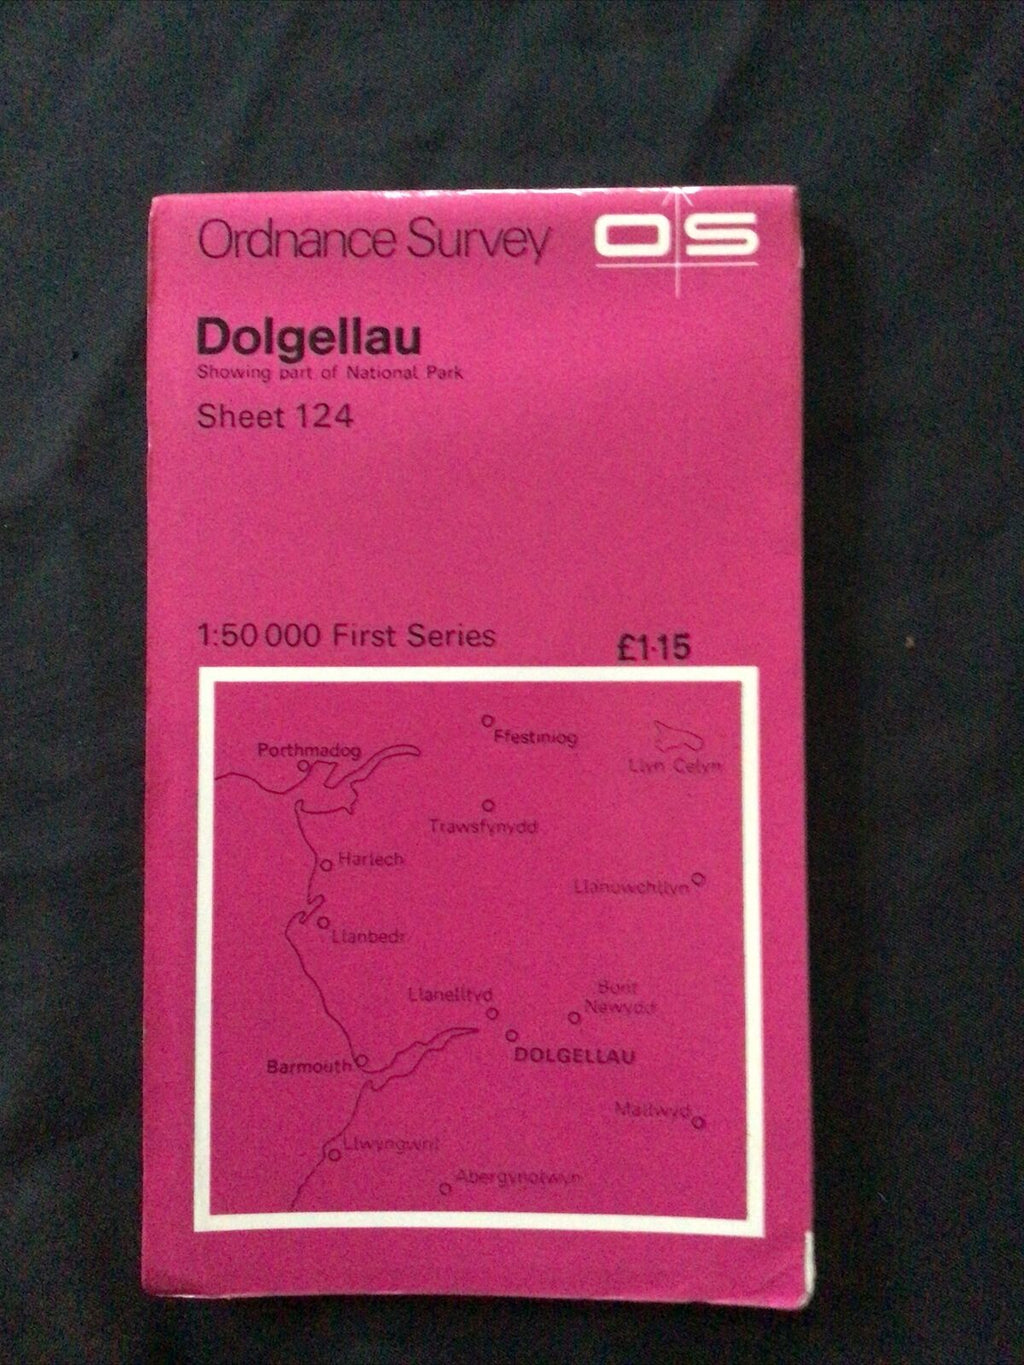 Ordnance Survey OS
Dolgellau
Showing part of National Park
Sheet 124
1:50 000 First Series
£1·15
Ffestiniog
Porthmadog
Llyn Celyn
Trawsfynydd
Harlech
Llanuwchllyn
Llanbedr
Llanelltyd
Bont
Newydd
DOLGELLAU
Barmouth
Mallwyd
Llwyngwril
Abergynolwyn